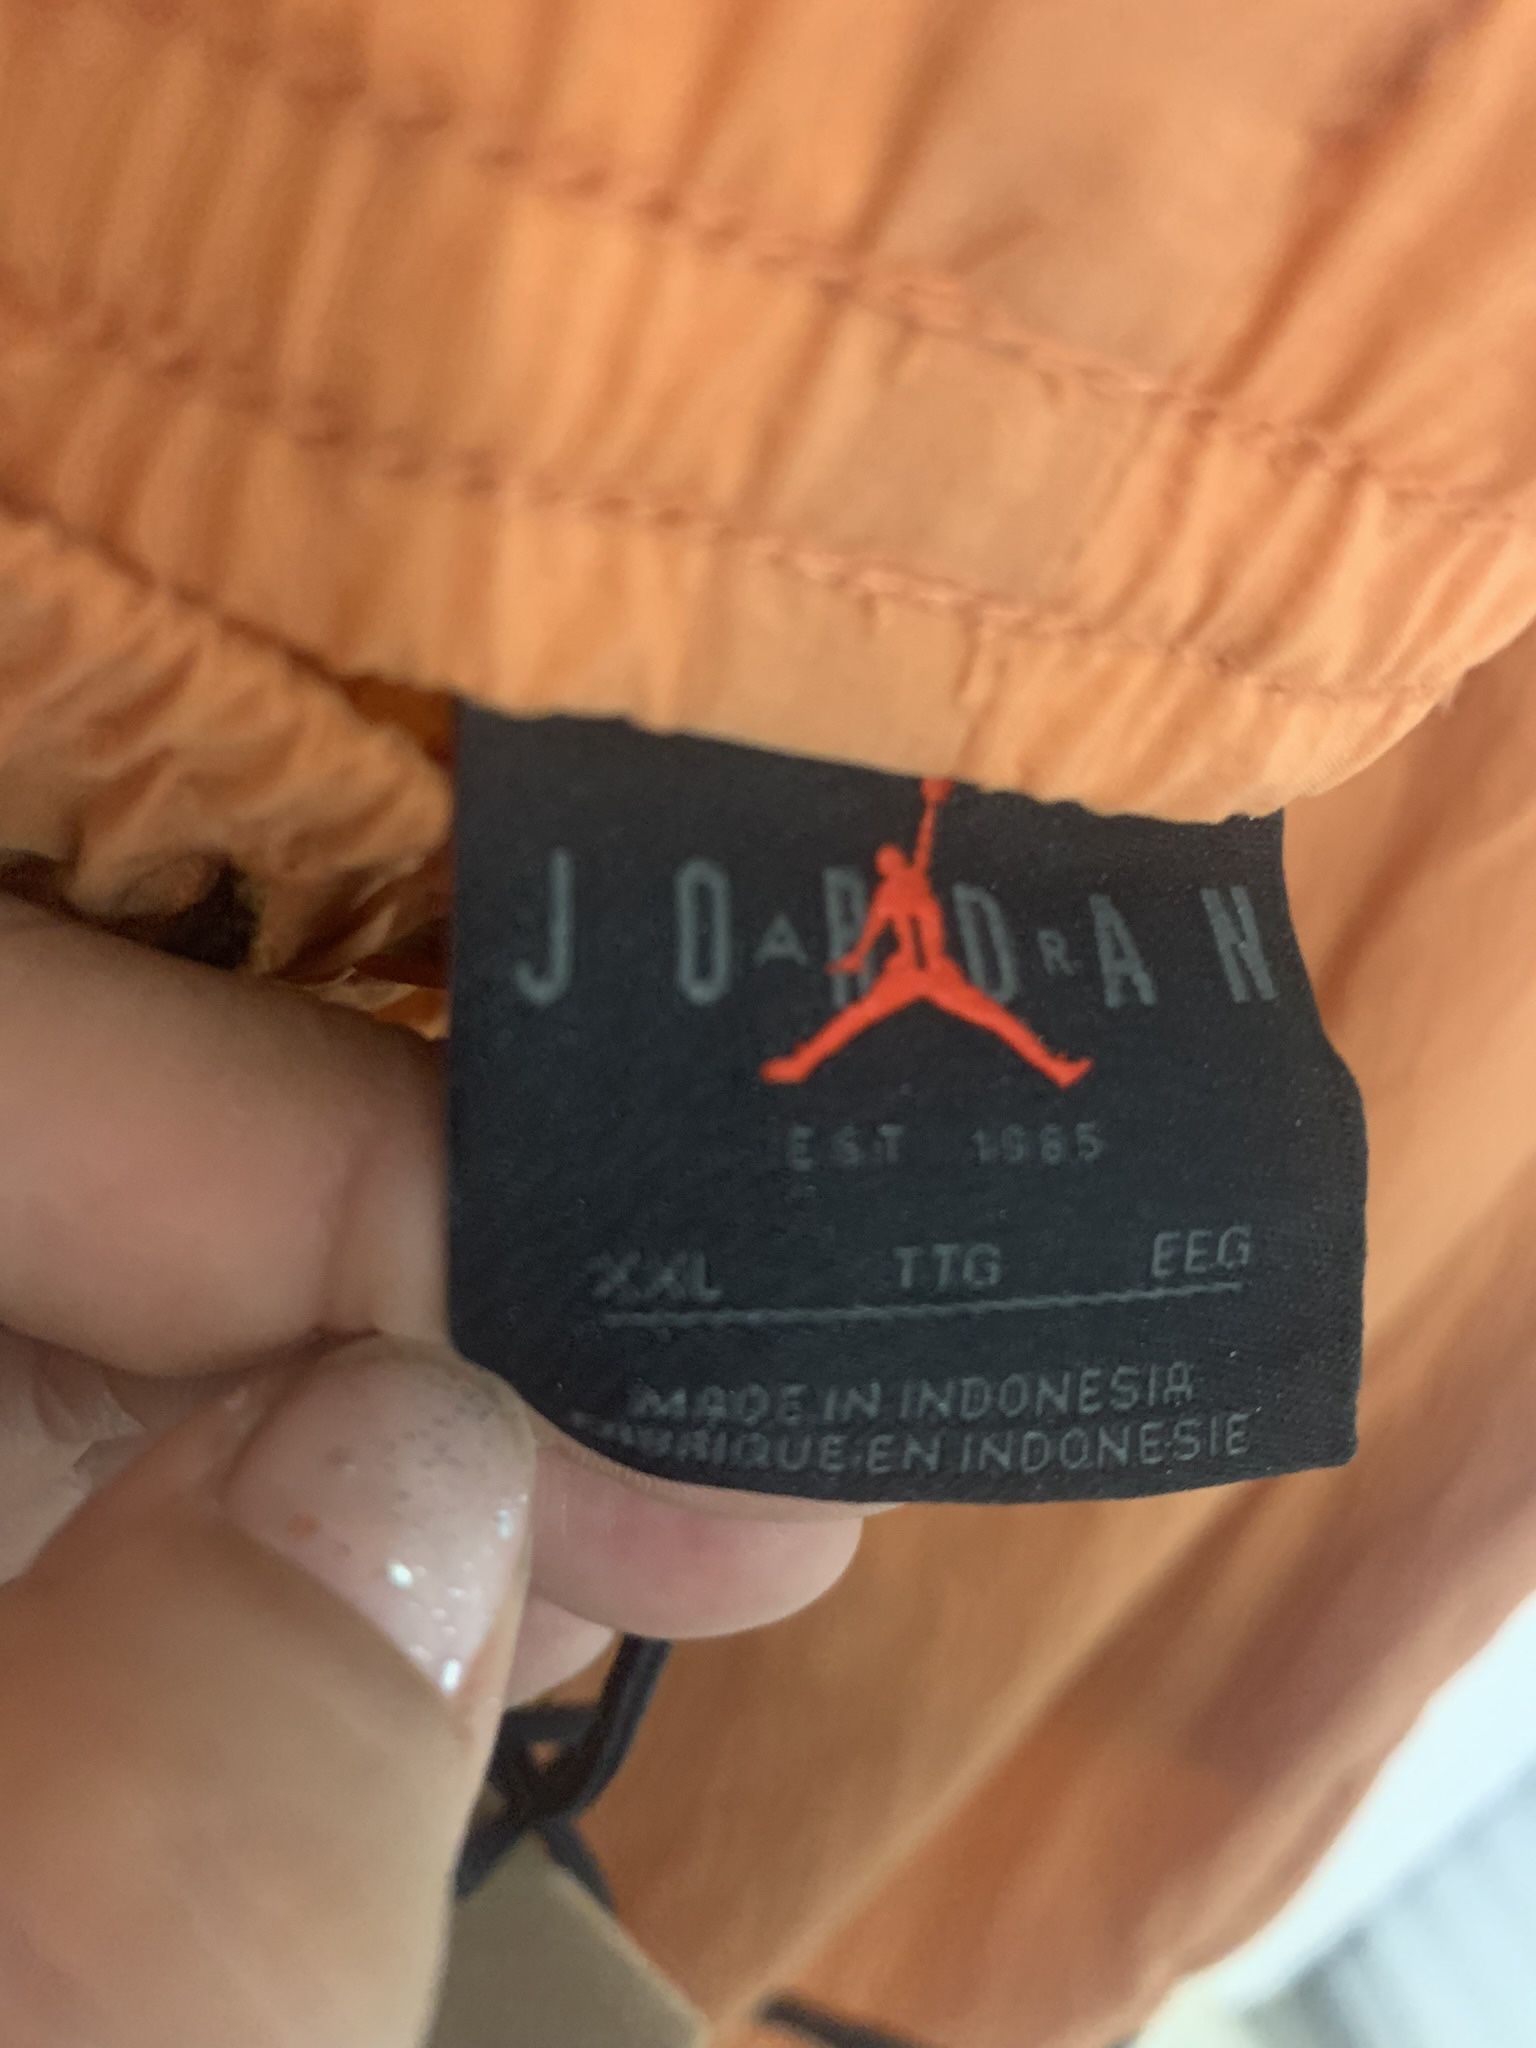 JORDAN
AIR
EST 1985
XXL TTG EEG
MADE IN INDONESIA
FABRIQUE EN INDONESIE